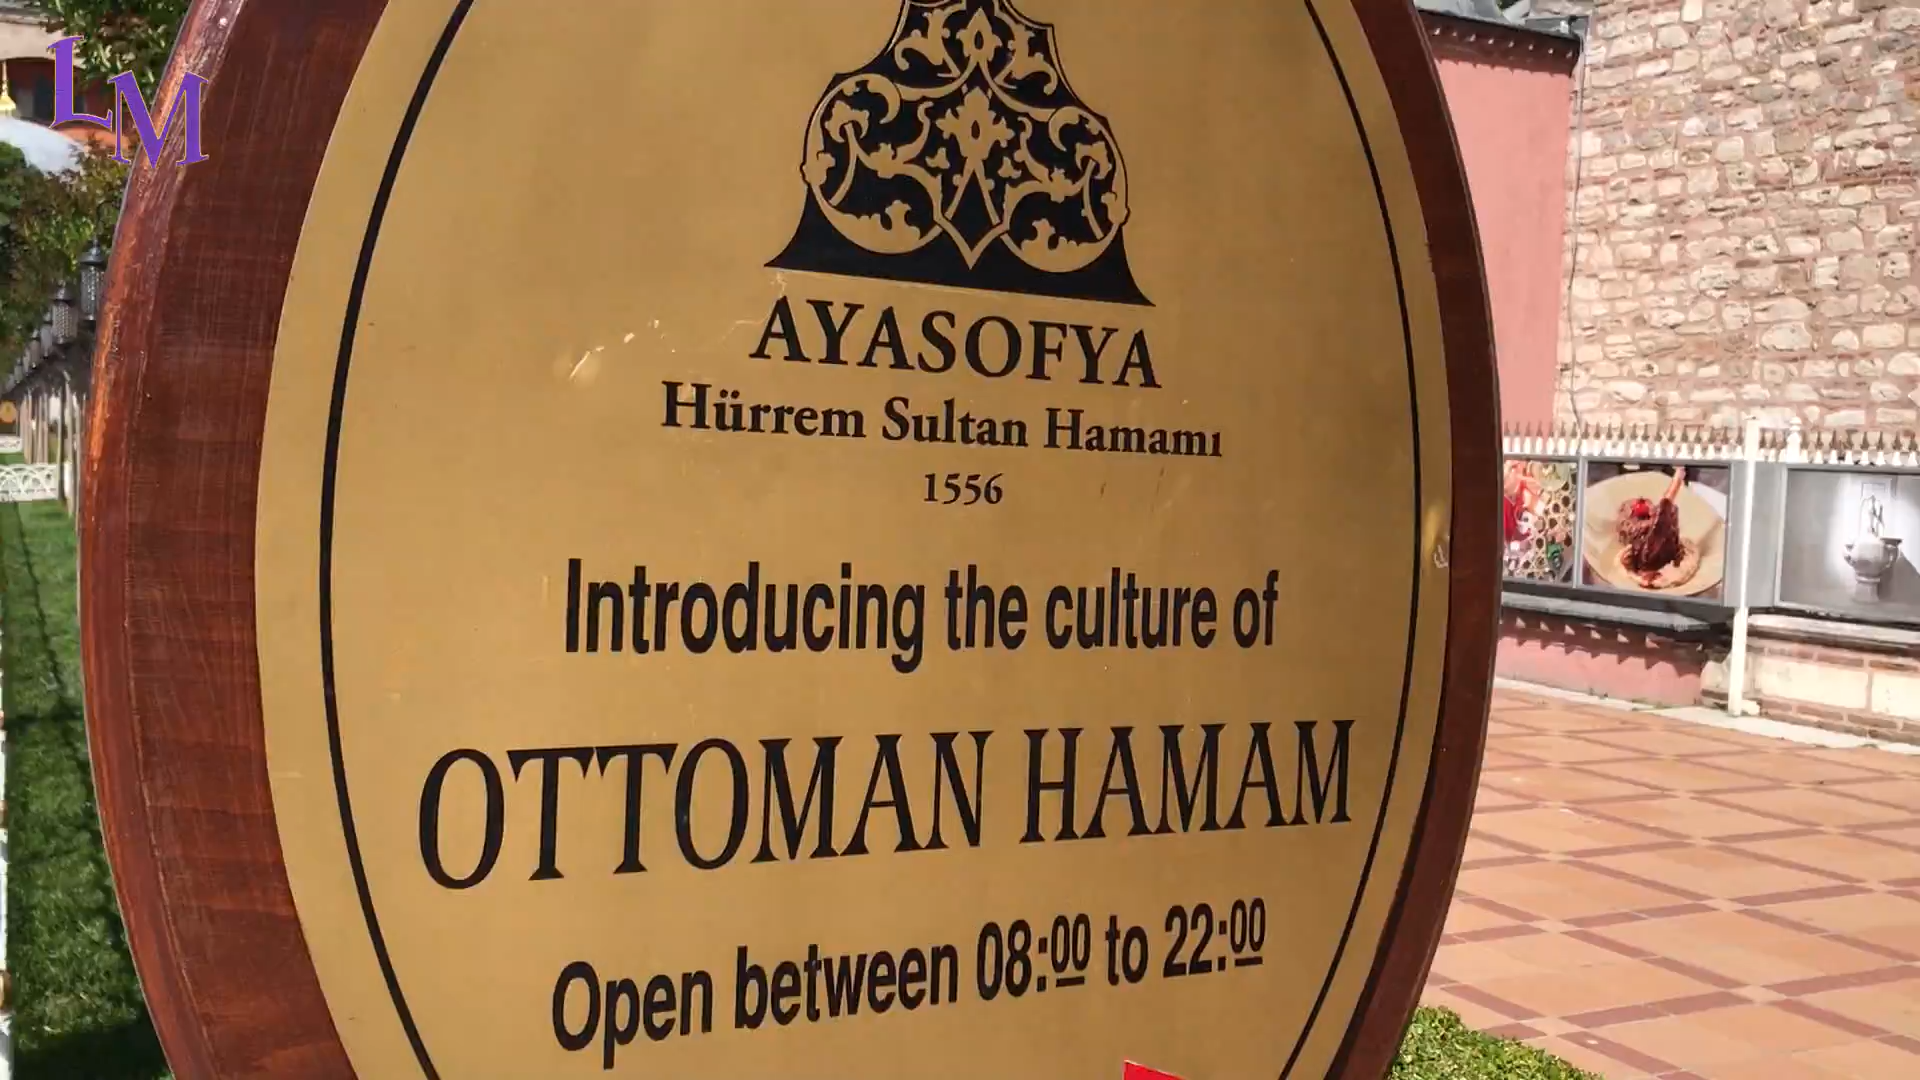 LM
AYASOFYA
Hürrem Sultan Hamamı
1556
Introducing the culture of
OTTOMAN HAMAM
Open between 08:00 to 22:00